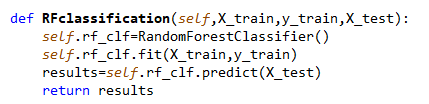 def RFclassification(self,X_train,y_train,X_test):
    self.rf_clf=RandomForestClassifier()
    self.rf_clf.fit(X_train,y_train)
    results=self.rf_clf.predict(X_test)
    return results